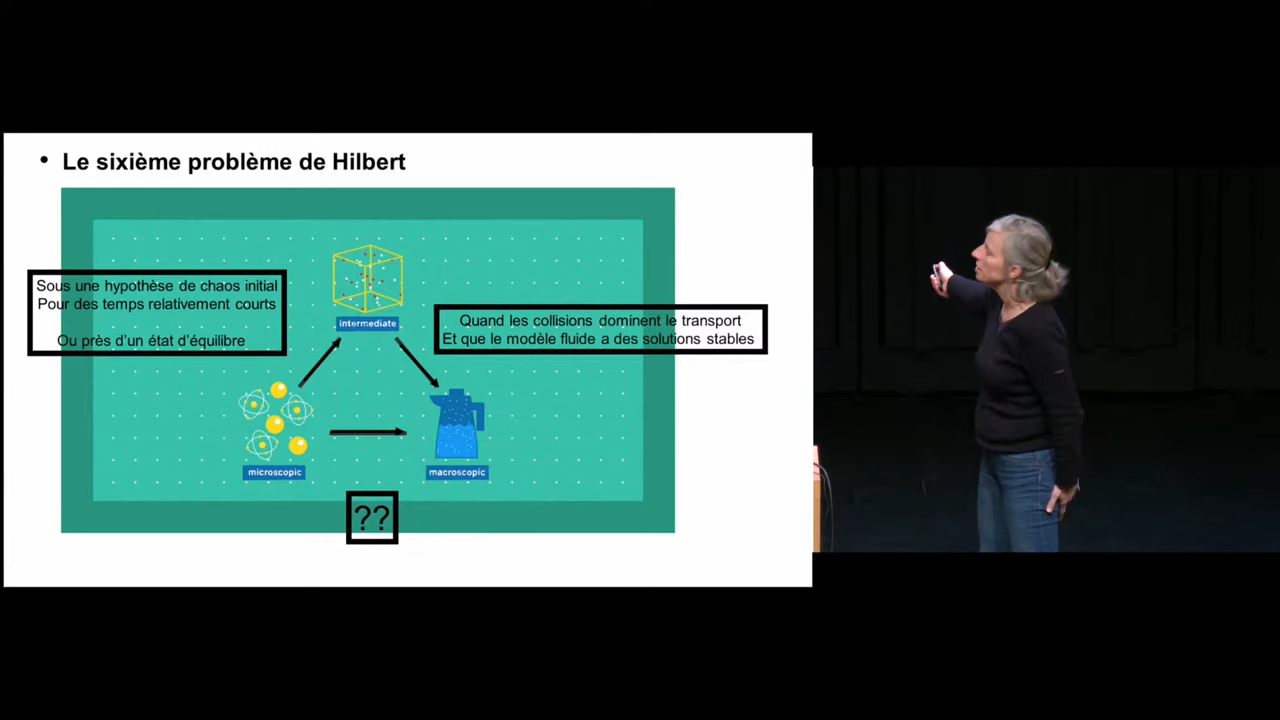 • Le sixième problème de Hilbert
Sous une hypothèse de chaos initial
Pour des temps relativement courts
Ou près d'un état d'équilibre
intermediate
Quand les collisions dominent le transport
Et que le modèle fluide a des solutions stables
microscopic
macroscopic
??